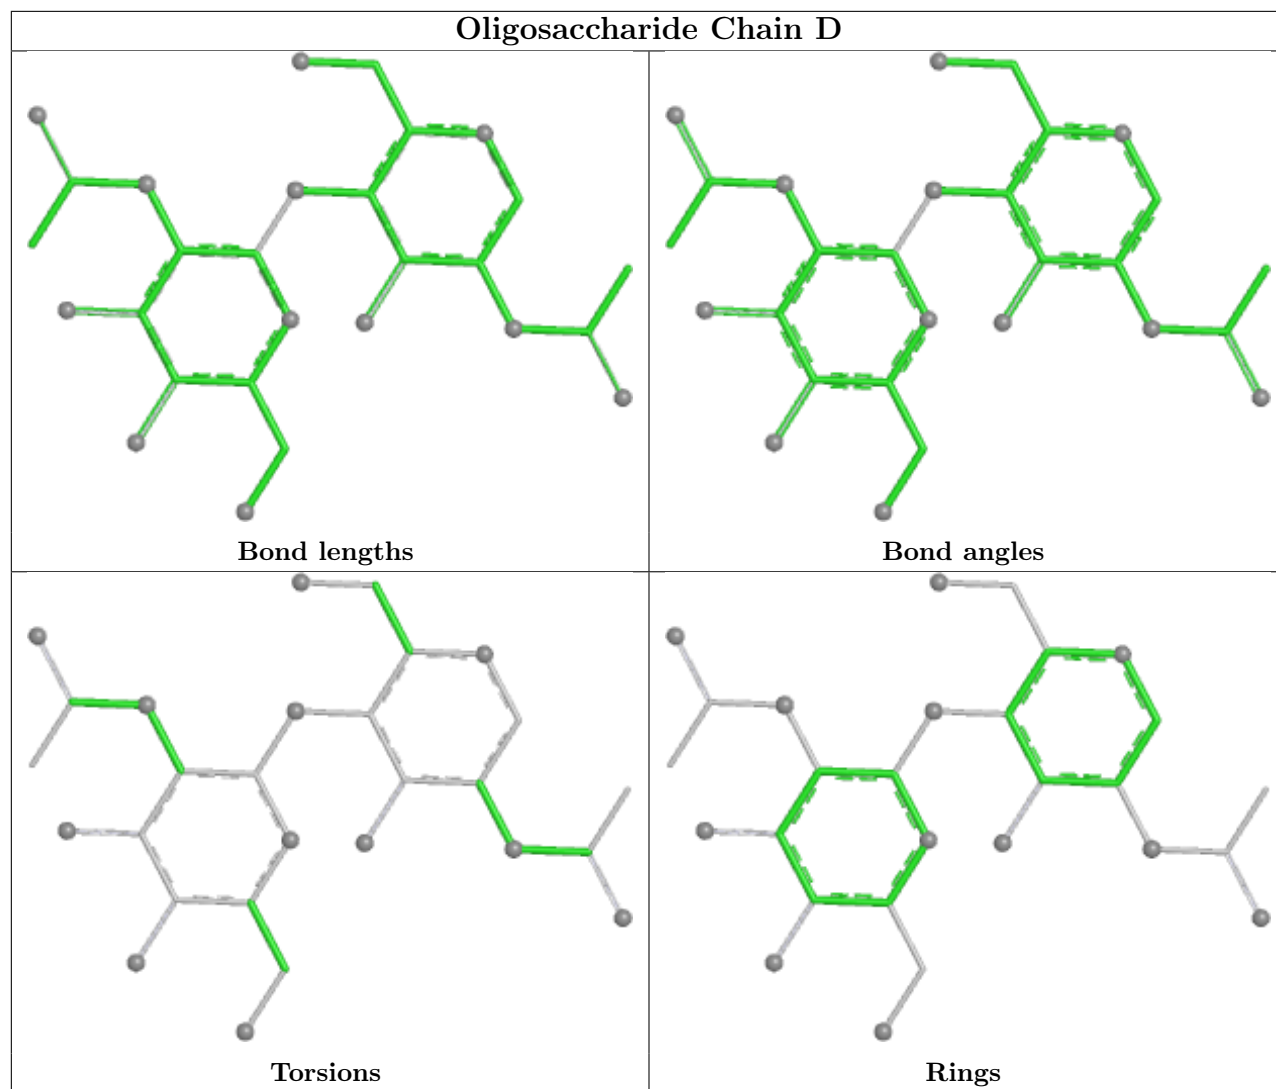 Oligosaccharide Chain D
Bond lengths
Bond angles
Torsions
Rings